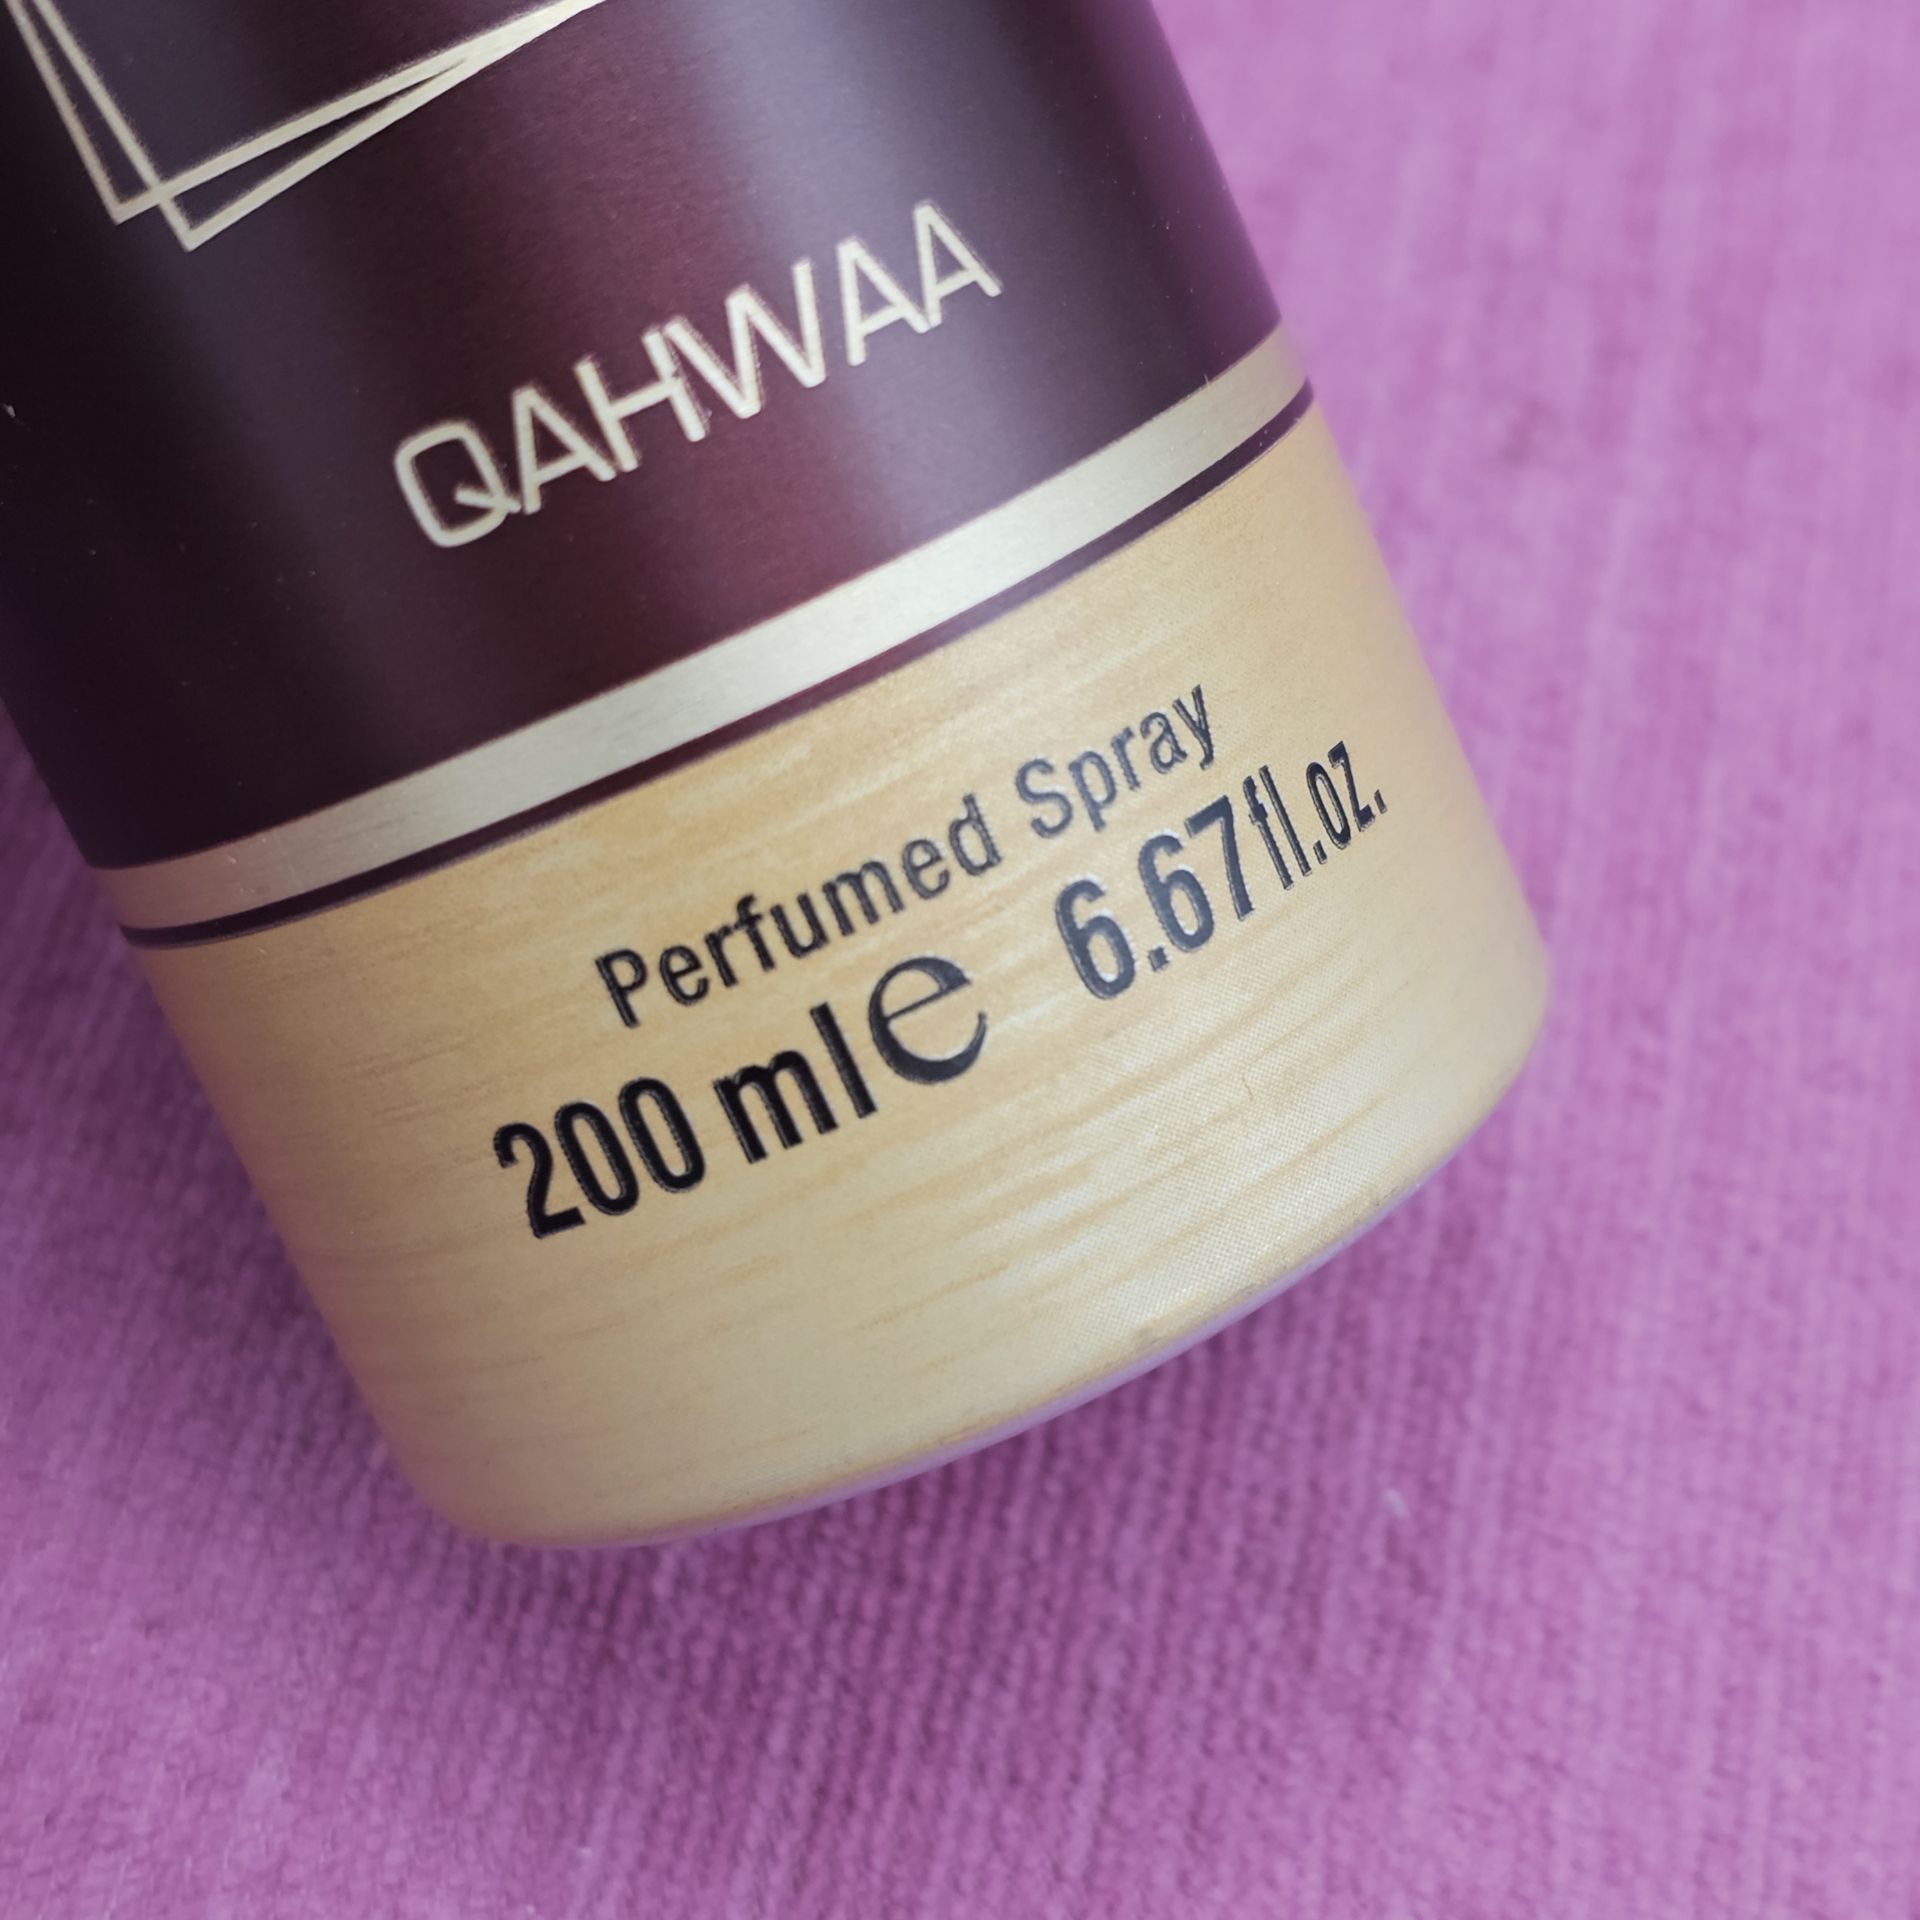 QAHWAA
Perfumed Spray
200 ml e 6.67fl.oz.